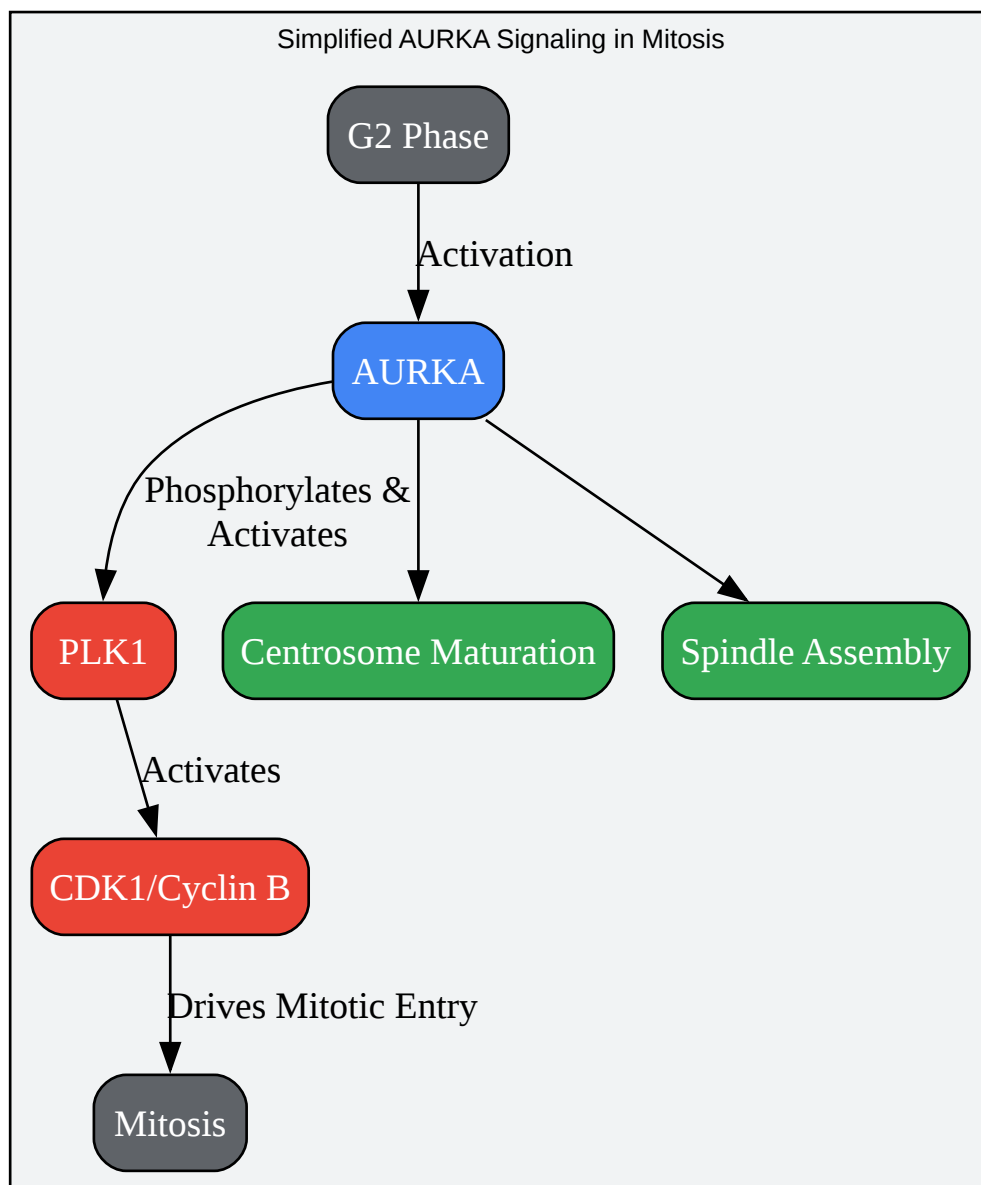 Simplified AURKA Signaling in Mitosis
G2 Phase
Activation
AURKA
Phosphorylates &
Activates
PLK1
Centrosome Maturation
Spindle Assembly
Activates
CDK1/Cyclin B
Drives Mitotic Entry
Mitosis